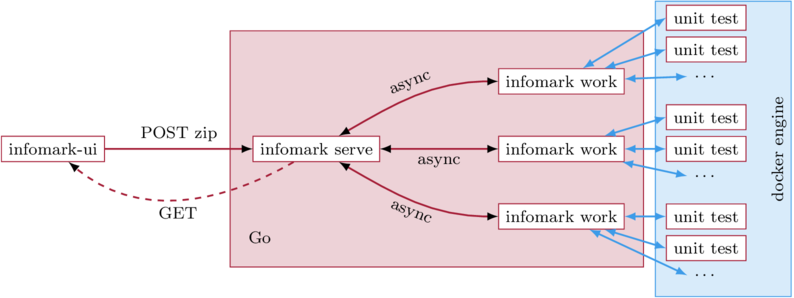 unit test
unit test
...
infomark work
async
POST zip
infomark-ui
infomark serve
async
infomark work
unit test
unit test
...
docker engine
GET
async
infomark work
unit test
unit test
...
Go